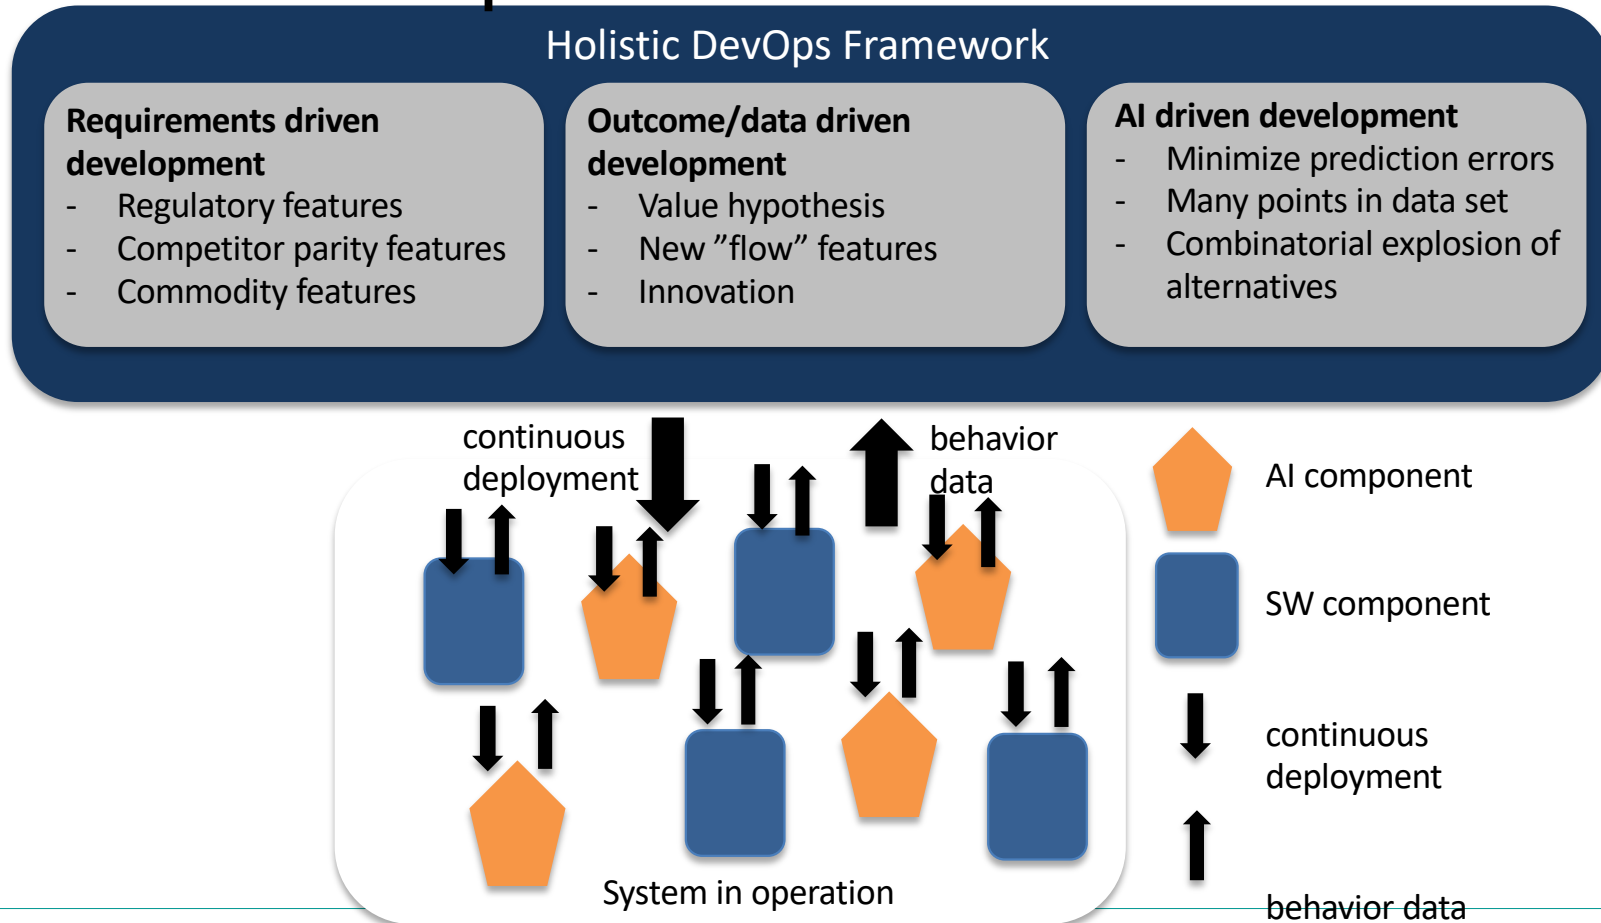 Holistic DevOps Framework
Requirements driven
development
- Regulatory features
- Competitor parity features
- Commodity features
Outcome/data driven
development
- Value hypothesis
- New ”flow” features
- Innovation
AI driven development
- Minimize prediction errors
- Many points in data set
- Combinatorial explosion of
alternatives
continuous
deployment
behavior
data
AI component
SW component
continuous
deployment
behavior data
System in operation